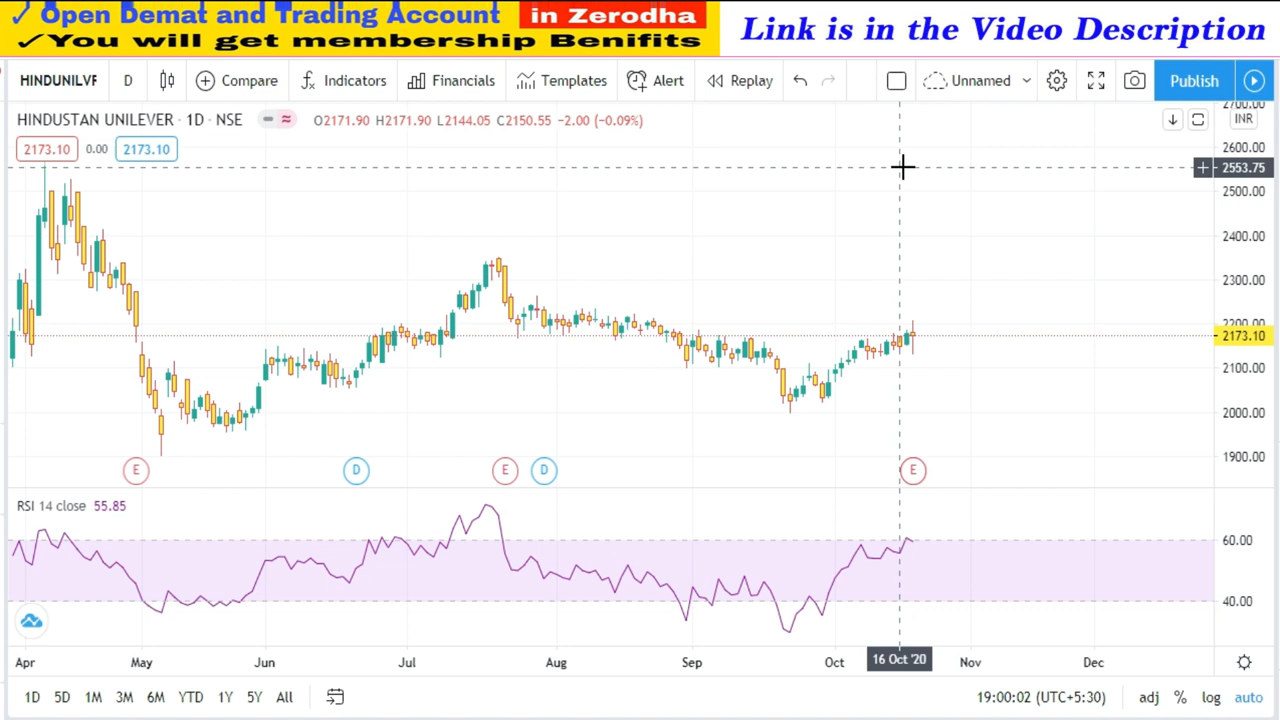 ✓ Open Demat and Trading Account in Zerodha
✓You will get membership Benifits
Link is in the Video Description
HINDUNILVR D Compare Indicators Financials Templates Alert Replay Unnamed Publish
HINDUSTAN UNILEVER · 1D · NSE O2171.90 H2171.90 L2144.05 C2150.55 −2.00 (−0.09%)
2173.10 0.00 2173.10
INR
2700.00
2600.00
2553.75
2500.00
2400.00
2300.00
2200.00
2173.10
2100.00
2000.00
1900.00
E D E D E
RSI 14 close 55.85
60.00
40.00
Apr May Jun Jul Aug Sep Oct 16 Oct '20 Nov Dec
1D 5D 1M 3M 6M YTD 1Y 5Y All 19:00:02 (UTC+5:30) adj % log auto